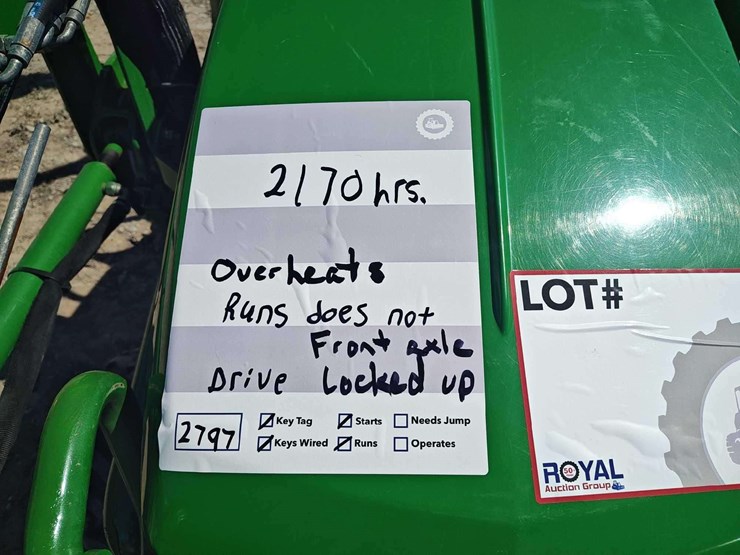 2170 hrs.
Overheats
Runs does not
Front axle
Drive Locked up
2797
Key Tag Starts Needs Jump
Keys Wired Runs Operates
LOT#
ROYAL
50
Auction Group